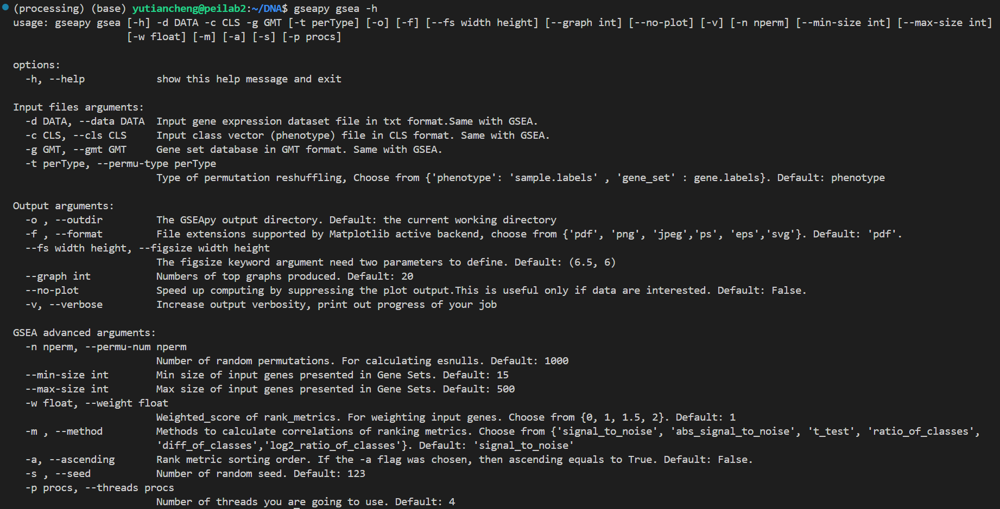 (processing) (base) yutiancheng@peilab2:~/DNA$ gseapy gsea -h
usage: gseapy gsea [-h] -d DATA -c CLS -g GMT [-t perType] [-o] [-f] [--fs width height] [--graph int] [--no-plot] [-v] [-n nperm] [--min-size int] [--max-size int]
[-w float] [-m] [-a] [-s] [-p procs]
options:
-h, --help show this help message and exit
Input files arguments:
-d DATA, --data DATA Input gene expression dataset file in txt format.Same with GSEA.
-c CLS, --cls CLS Input class vector (phenotype) file in CLS format. Same with GSEA.
-g GMT, --gmt GMT Gene set database in GMT format. Same with GSEA.
-t perType, --permu-type perType
Type of permutation reshuffling, Choose from {'phenotype': 'sample.labels' , 'gene_set' : gene.labels}. Default: phenotype
Output arguments:
-o , --outdir The GSEApy output directory. Default: the current working directory
-f , --format File extensions supported by Matplotlib active backend, choose from {'pdf', 'png', 'jpeg','ps', 'eps','svg'}. Default: 'pdf'.
--fs width height, --figsize width height
The figsize keyword argument need two parameters to define. Default: (6.5, 6)
--graph int Numbers of top graphs produced. Default: 20
--no-plot Speed up computing by suppressing the plot output.This is useful only if data are interested. Default: False.
-v, --verbose Increase output verbosity, print out progress of your job
GSEA advanced arguments:
-n nperm, --permu-num nperm
Number of random permutations. For calculating esnulls. Default: 1000
--min-size int Min size of input genes presented in Gene Sets. Default: 15
--max-size int Max size of input genes presented in Gene Sets. Default: 500
-w float, --weight float
Weighted_score of rank_metrics. For weighting input genes. Choose from {0, 1, 1.5, 2}. Default: 1
-m , --method Methods to calculate correlations of ranking metrics. Choose from {'signal_to_noise', 'abs_signal_to_noise', 't_test', 'ratio_of_classes',
'diff_of_classes','log2_ratio_of_classes'}. Default: 'signal_to_noise'
-a, --ascending Rank metric sorting order. If the -a flag was chosen, then ascending equals to True. Default: False.
-s , --seed Number of random seed. Default: 123
-p procs, --threads procs
Number of threads you are going to use. Default: 4